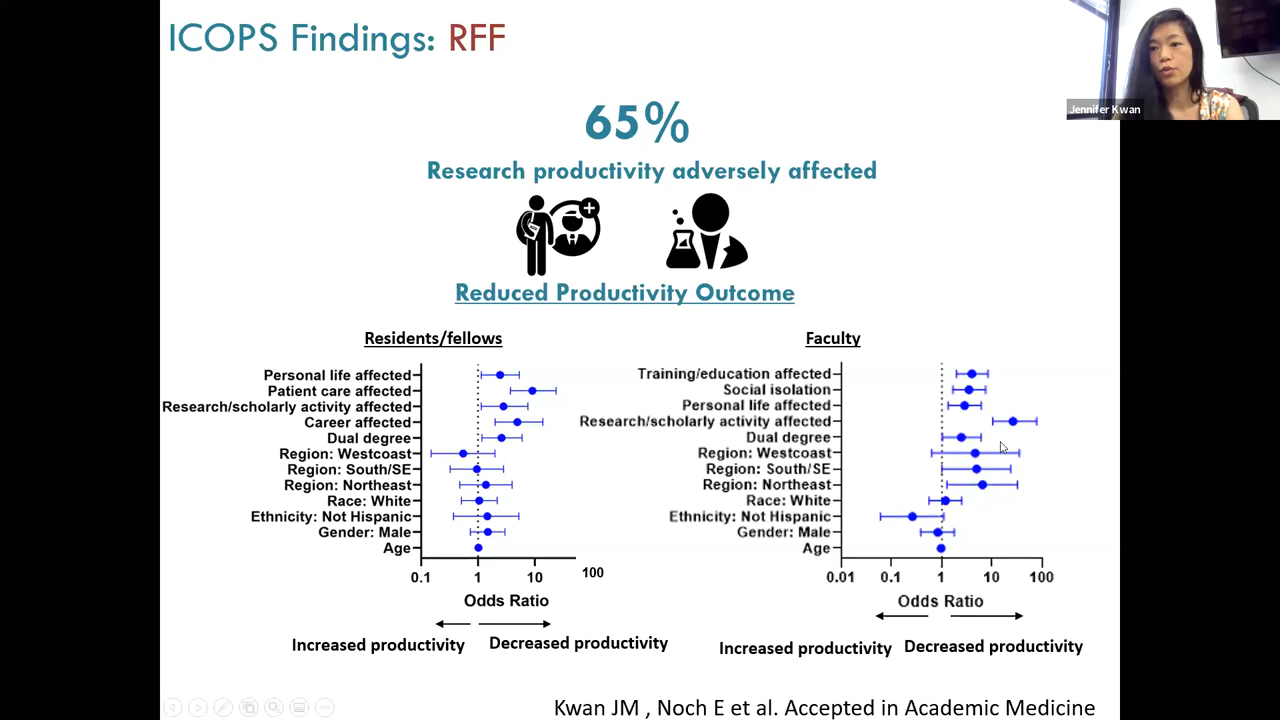 ICOPS Findings: RFF
Jennifer Kwan
65%
Research productivity adversely affected
Reduced Productivity Outcome
Residents/fellows
Personal life affected
Patient care affected
Research/scholarly activity affected
Career affected
Dual degree
Region: Westcoast
Region: South/SE
Region: Northeast
Race: White
Ethnicity: Not Hispanic
Gender: Male
Age
0.1 1 10 100
Odds Ratio
Increased productivity Decreased productivity
Faculty
Training/education affected
Social isolation
Personal life affected
Research/scholarly activity affected
Dual degree
Region: Westcoast
Region: South/SE
Region: Northeast
Race: White
Ethnicity: Not Hispanic
Gender: Male
Age
0.01 0.1 1 10 100
Odds Ratio
Increased productivity Decreased productivity
Kwan JM , Noch E et al. Accepted in Academic Medicine